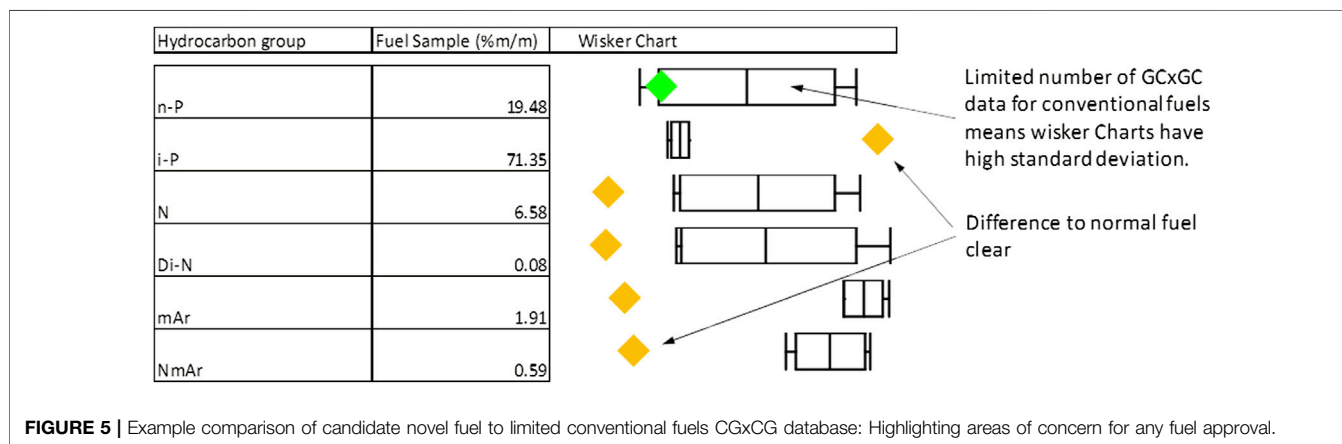 Hydrocarbon group Fuel Sample (%m/m) Wisker Chart
n-P 19.48
i-P 71.35
N 6.58
Di-N 0.08
mAr 1.91
NmAr 0.59
Limited number of GCxGC
data for conventional fuels
means wisker Charts have
high standard deviation.
Difference to normal fuel
clear
FIGURE 5 | Example comparison of candidate novel fuel to limited conventional fuels CGxCG database: Highlighting areas of concern for any fuel approval.